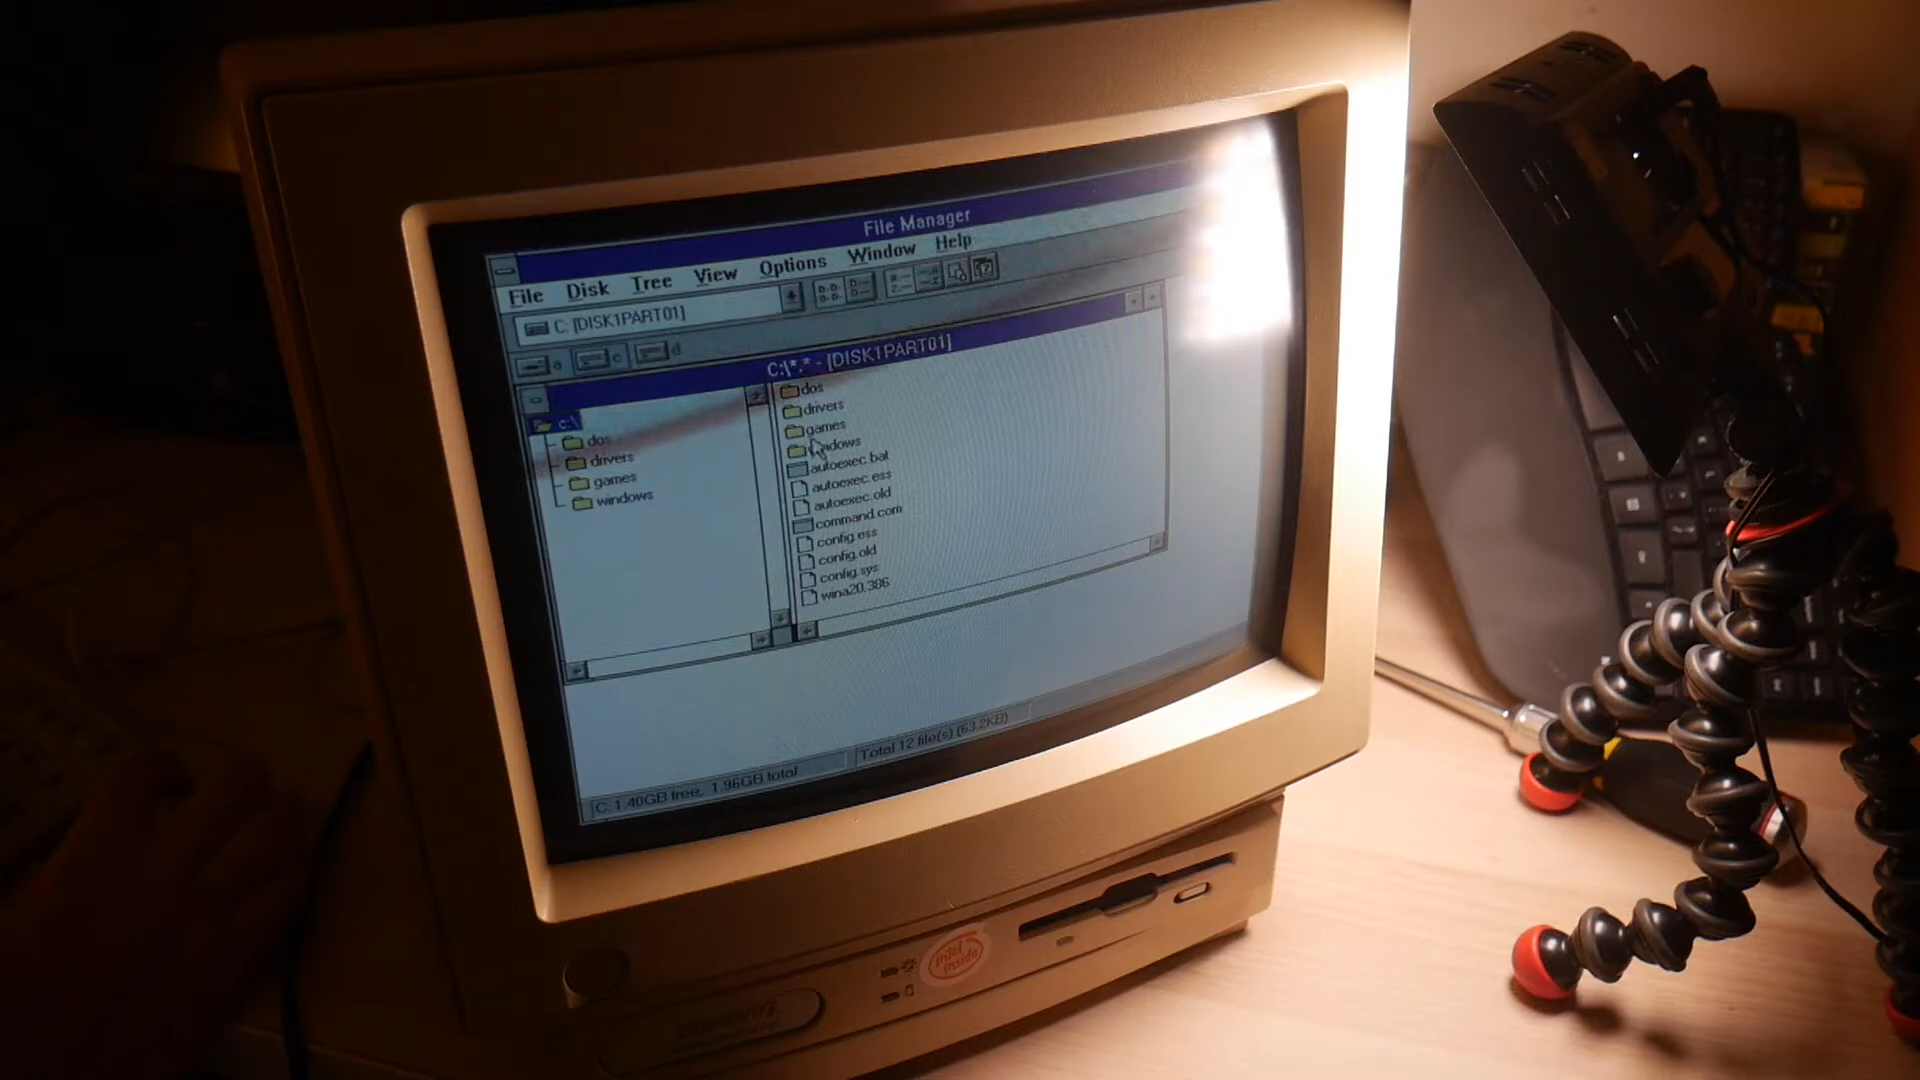 File Manager
File Disk Tree View Options Window Help
C: [DISK1PART01]
a c d
C:\*.* - [DISK1PART01]
c:\
dos
drivers
games
windows
dos
drivers
games
autoexec.bat
autoexec.ess
autoexec.old
command.com
config.ess
config.old
config.sys
wina20.386
C: 1.40GB free, 1.96GB total
Total 12 file(s) (63.2KB)
intel
inside